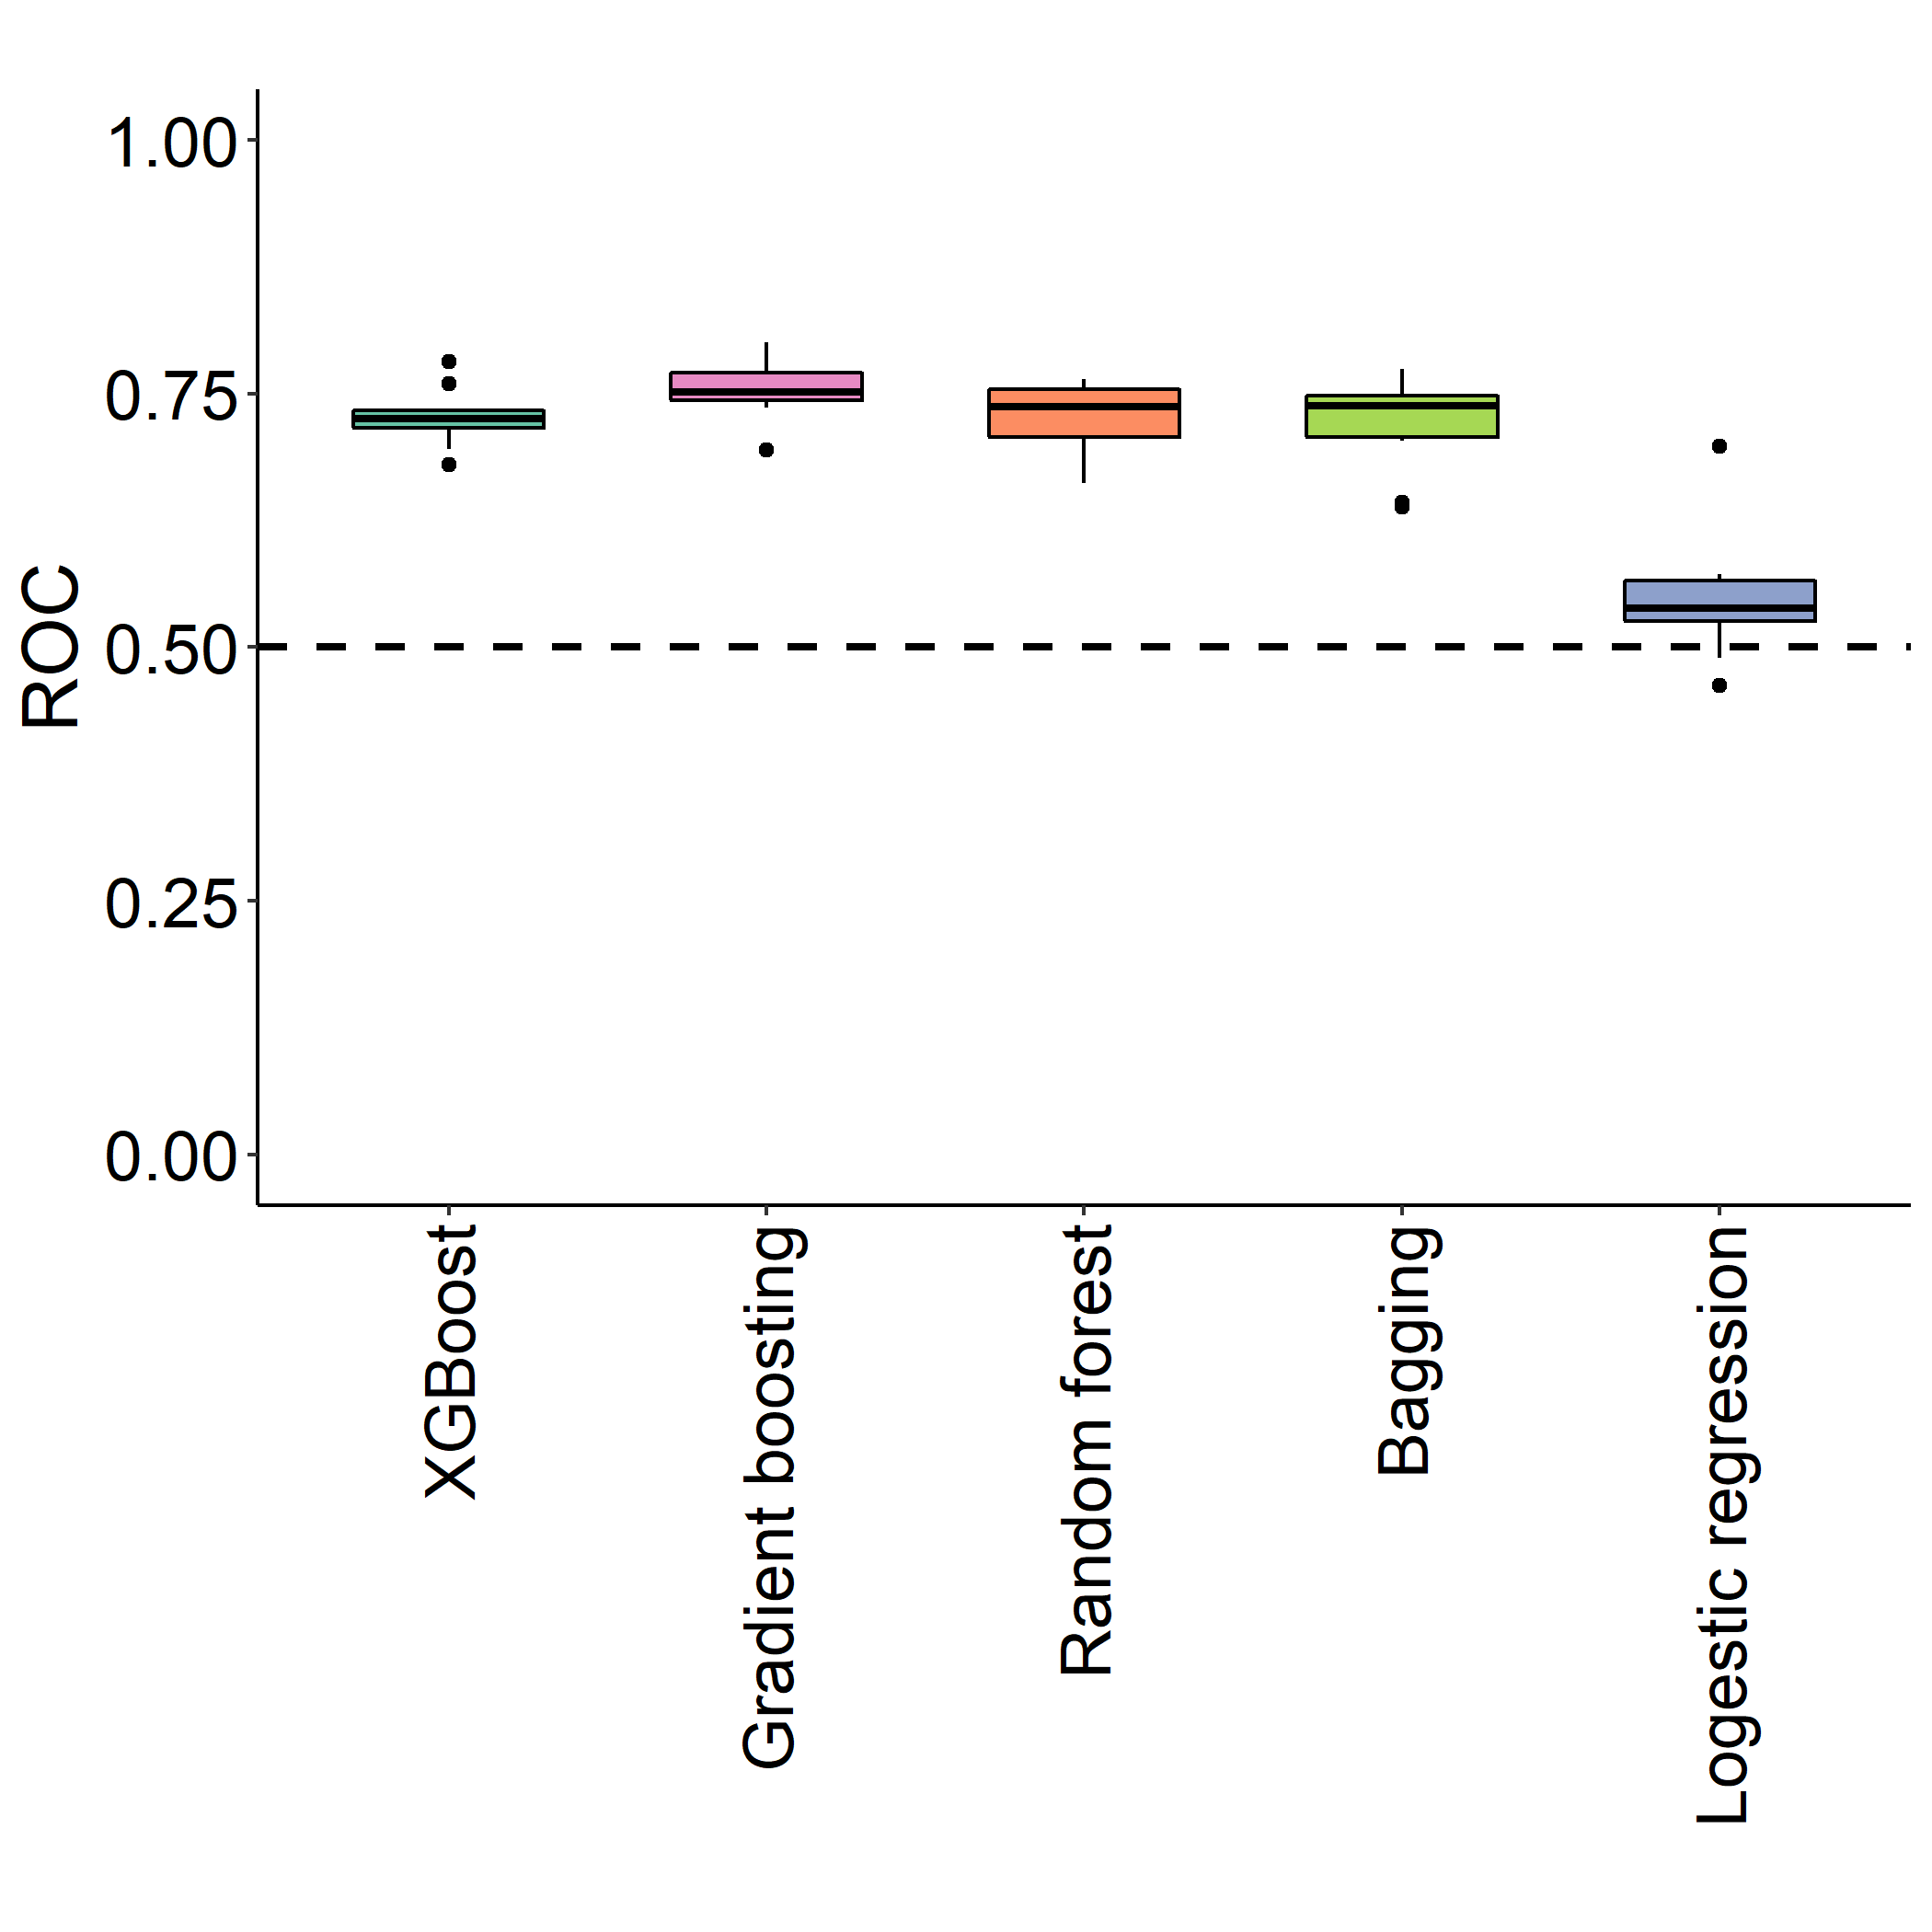 1.00
0.75
0.50
0.25
0.00
ROC
XGBoost
Gradient boosting
Random forest
Bagging
Logestic regression